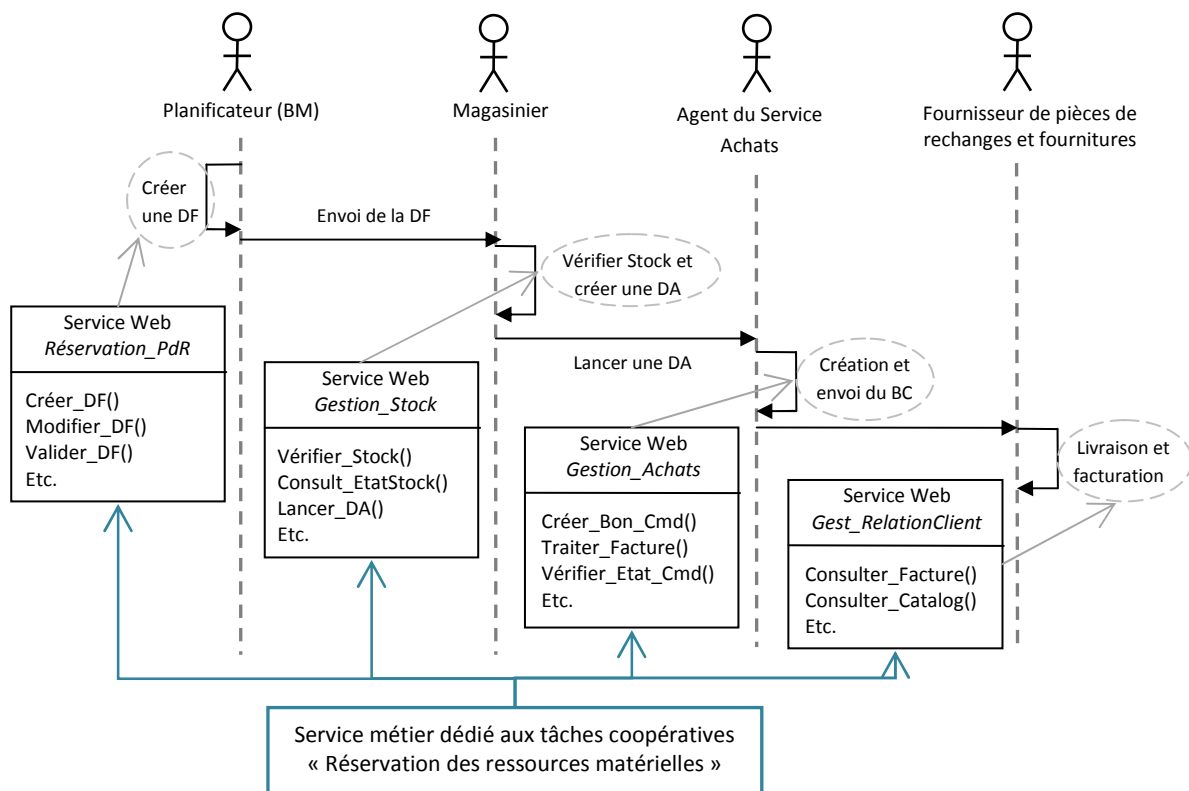 Planificateur (BM)
Magasinier
Agent du Service
Achats
Fournisseur de pièces de
rechanges et fournitures
Créer
une DF
Envoi de la DF
Vérifier Stock et
créer une DA
Lancer une DA
Création et
envoi du BC
Livraison et
facturation
Service Web
Réservation_PdR
Créer_DF()
Modifier_DF()
Valider_DF()
Etc.
Service Web
Gestion_Stock
Vérifier_Stock()
Consult_EtatStock()
Lancer_DA()
Etc.
Service Web
Gestion_Achats
Créer_Bon_Cmd()
Traiter_Facture()
Vérifier_Etat_Cmd()
Etc.
Service Web
Gest_RelationClient
Consulter_Facture()
Consulter_Catalog()
Etc.
Service métier dédié aux tâches coopératives
« Réservation des ressources matérielles »